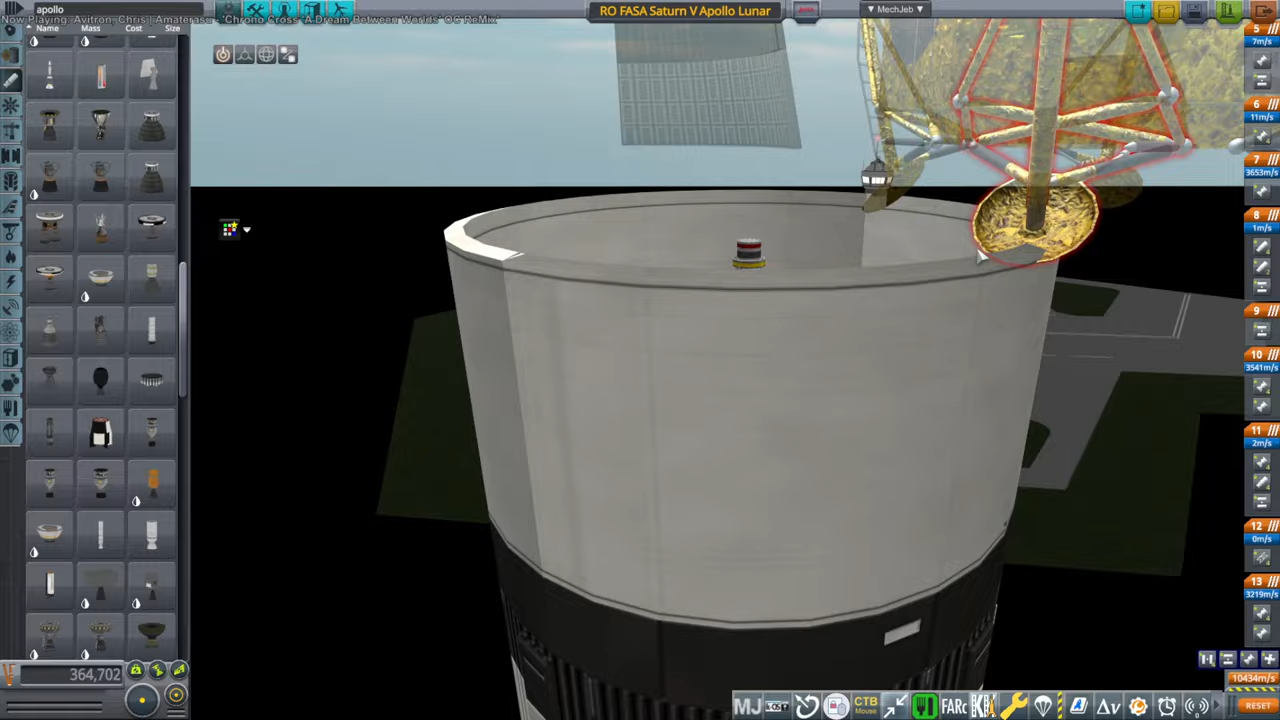 apollo
Now Playing: Avitron, Chris | Amaterasu - 'Chrono Cross 'A Dream Between Worlds' OC ReMix'
Name Mass Cost Size
RO FASA Saturn V Apollo Lunar
▼ MechJeb ▼
5
7m/s
6
11m/s
7
3653m/s
8
1m/s
9
10
3541m/s
11
2m/s
12
0m/s
13
3219m/s
10434m/s
RESET
364,702
MJ
CTB
Mouse
FARc
Δv